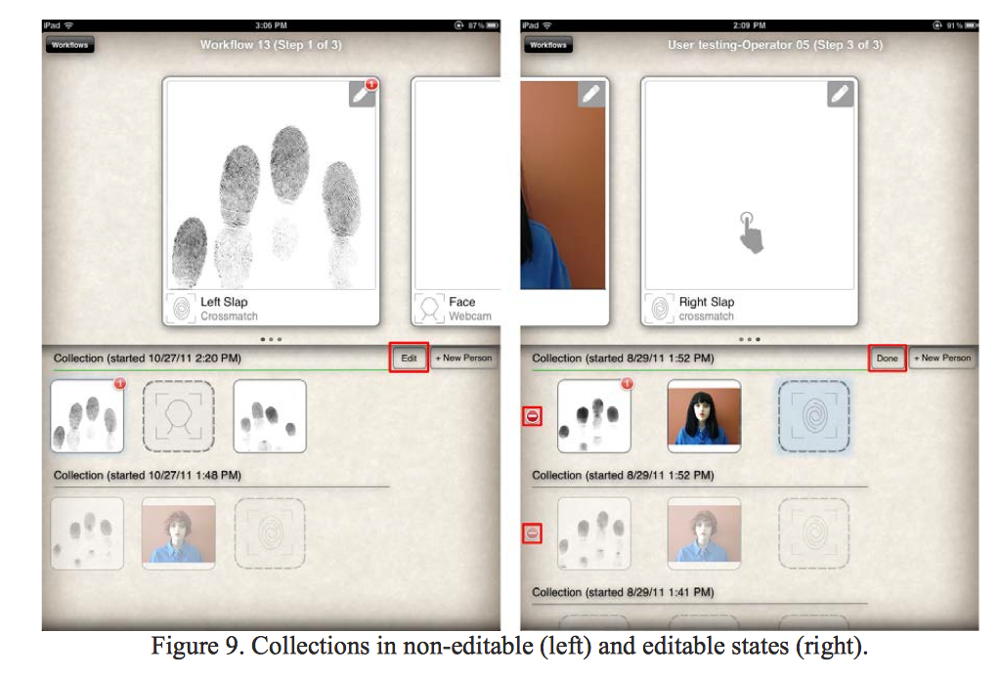 iPad 3:06 PM 87%
Workflows Workflow 13 (Step 1 of 3)
1
Left Slap
Crossmatch
Face
Webcam
Collection (started 10/27/11 2:20 PM) Edit + New Person
1
Collection (started 10/27/11 1:48 PM)
iPad 2:09 PM 91%
Workflows User testing-Operator 05 (Step 3 of 3)
Right Slap
crossmatch
Collection (started 8/29/11 1:52 PM) Done + New Person
1
Collection (started 8/29/11 1:52 PM)
Collection (started 8/29/11 1:41 PM)
Figure 9. Collections in non-editable (left) and editable states (right).